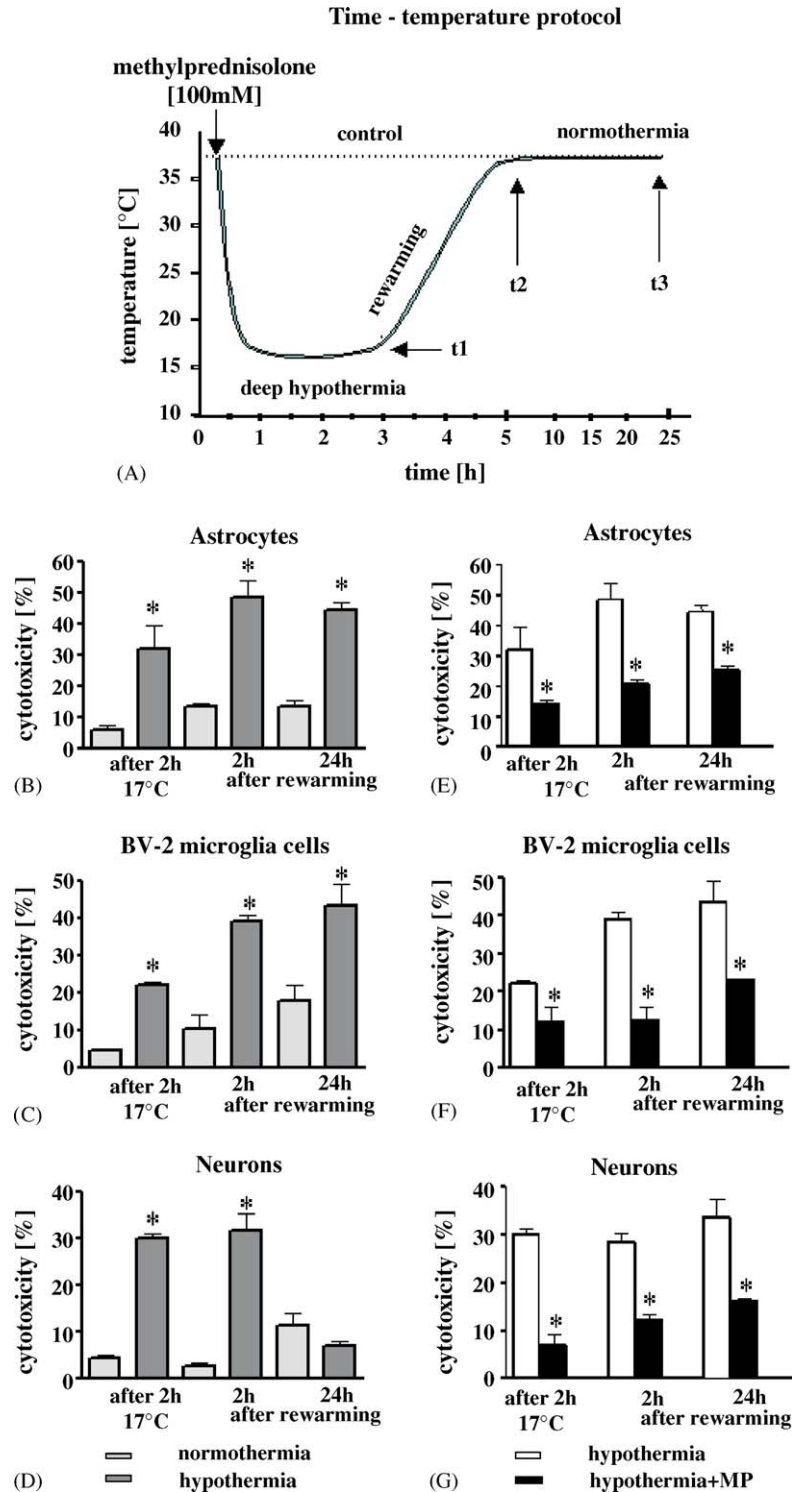 Time - temperature protocol
methylprednisolone
[100mM]
control
normothermia
temperature [°C]
40
35
30
25
20
15
10
rewarming
t2
t3
t1
deep hypothermia
0 1 2 3 4 5 10 15 20 25
(A)
time [h]
Astrocytes
cytotoxicity [%]
60
50
40
30
20
10
0
* * *
after 2h 2h 24h
17°C after rewarming
(B)
Astrocytes
cytotoxicity [%]
60
50
40
30
20
10
0
* * *
after 2h 2h 24h
17°C after rewarming
(E)
BV-2 microglia cells
cytotoxicity [%]
50
40
30
20
10
0
* * *
after 2h 2h 24h
17°C after rewarming
(C)
BV-2 microglia cells
cytotoxicity [%]
50
40
30
20
10
0
* * *
after 2h 2h 24h
17°C after rewarming
(F)
Neurons
cytotoxicity [%]
40
30
20
10
0
* *
after 2h 2h 24h
17°C after rewarming
normothermia
hypothermia
(D)
Neurons
cytotoxicity [%]
40
30
20
10
0
* * *
after 2h 2h 24h
17°C after rewarming
hypothermia
hypothermia+MP
(G)